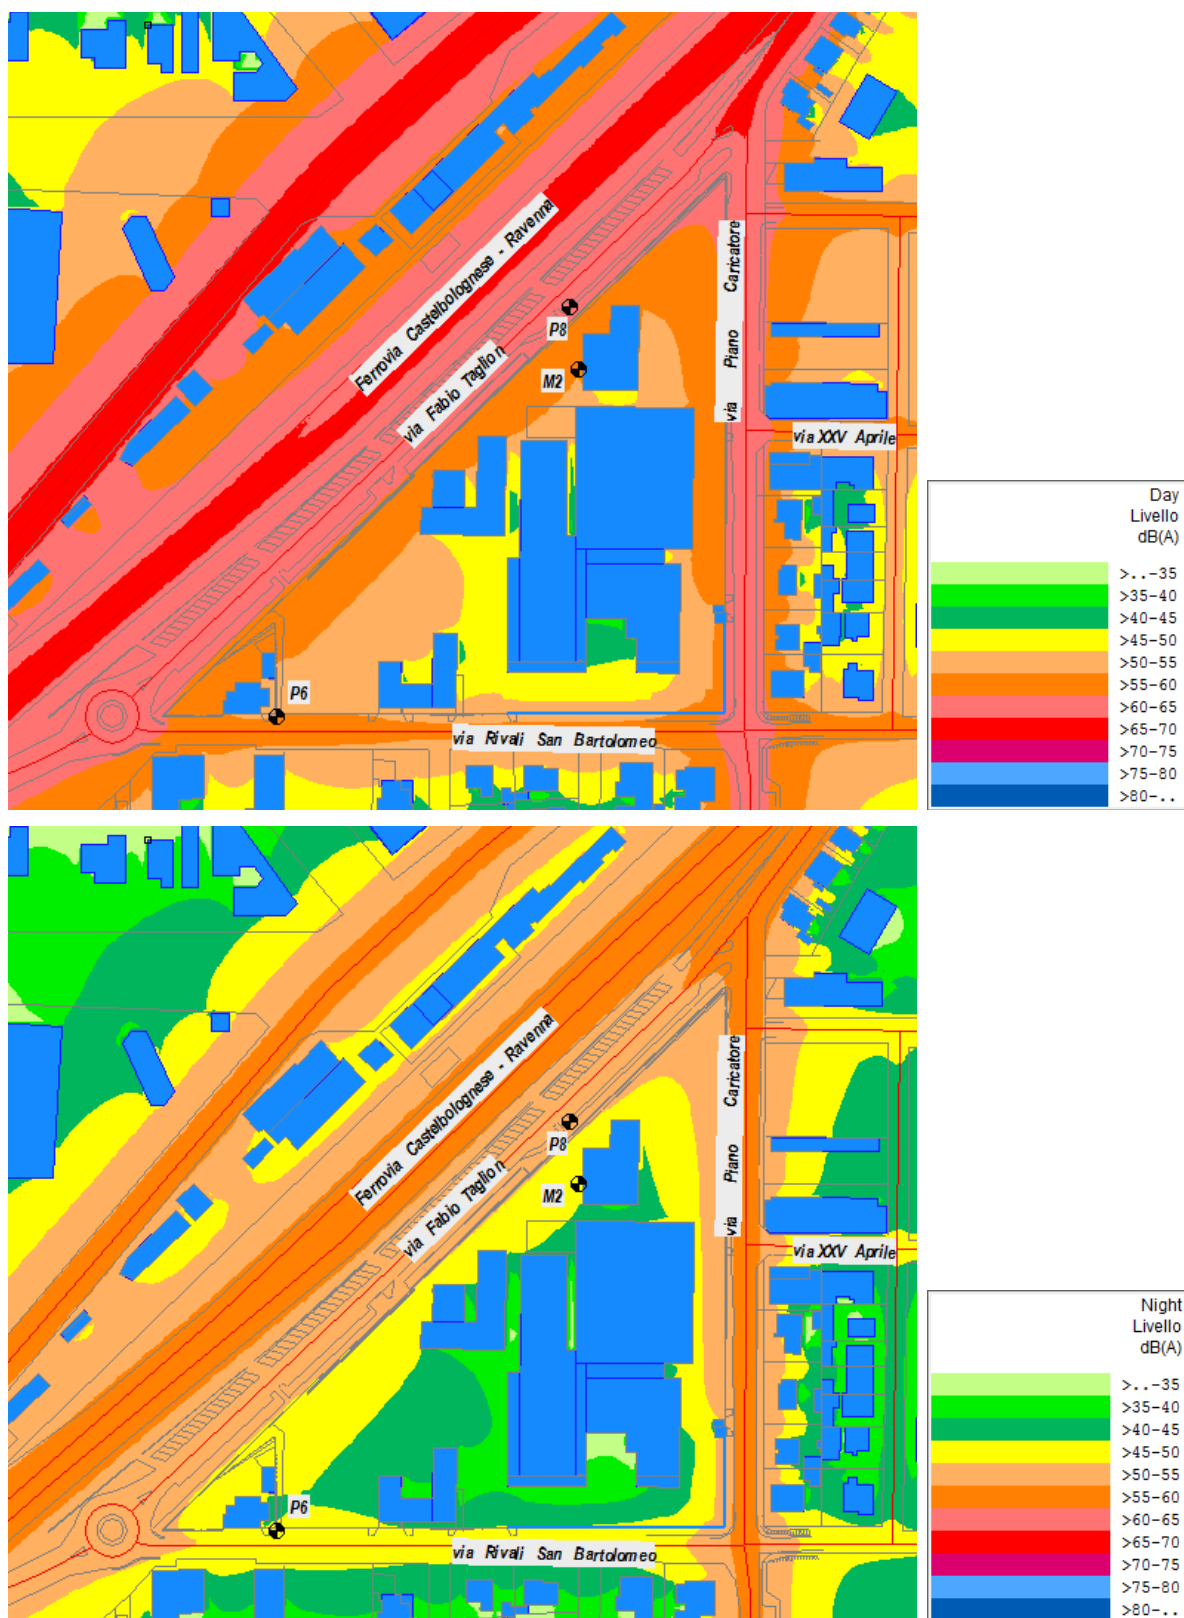 Ferrovia Castelbolognese - Ravenna
via Fabio Taglion
P8
M2
via Piano Caricatore
via XXV Aprile
P6
via Rivali San Bartolomeo
Day
Livello
dB(A)
>..-35
>35-40
>40-45
>45-50
>50-55
>55-60
>60-65
>65-70
>70-75
>75-80
>80-..
Ferrovia Castelbolognese - Ravenna
via Fabio Taglion
P8
M2
via Piano Caricatore
via XXV Aprile
P6
via Rivali San Bartolomeo
Night
Livello
dB(A)
>..-35
>35-40
>40-45
>45-50
>50-55
>55-60
>60-65
>65-70
>70-75
>75-80
>80-..